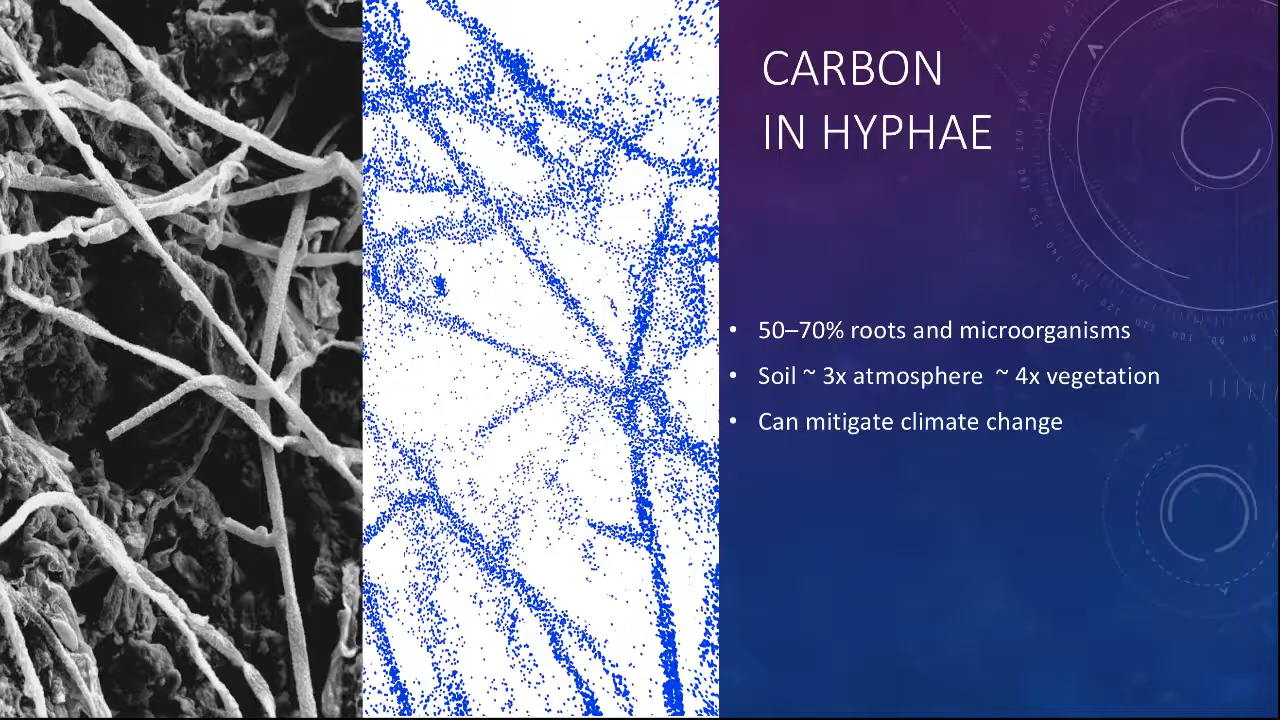 CARBON
IN HYPHAE
• 50–70% roots and microorganisms
• Soil ~ 3x atmosphere ~ 4x vegetation
• Can mitigate climate change